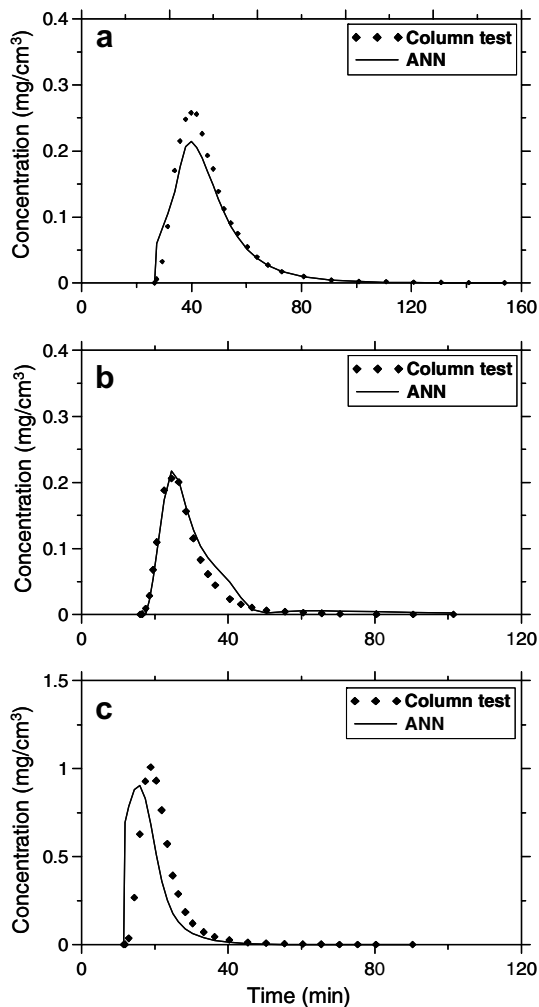 a
Column test
ANN
Concentration (mg/cm³)
0.4
0.3
0.2
0.1
0
0 40 80 120 160
b
Column test
ANN
Concentration (mg/cm³)
0.4
0.3
0.2
0.1
0
0 40 80 120
c
Column test
ANN
Concentration (mg/cm³)
1.5
1
0.5
0
0 40 80 120
Time (min)